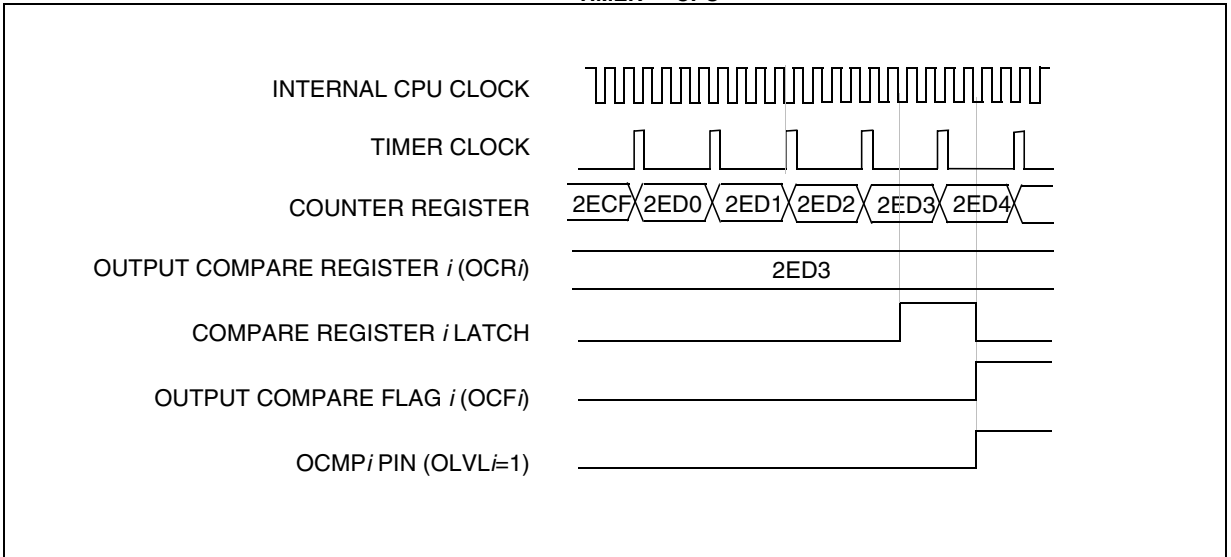 INTERNAL CPU CLOCK
TIMER CLOCK
COUNTER REGISTER 2ECF 2ED0 2ED1 2ED2 2ED3 2ED4
OUTPUT COMPARE REGISTER i (OCRi) 2ED3
COMPARE REGISTER i LATCH
OUTPUT COMPARE FLAG i (OCFi)
OCMPi PIN (OLVLi=1)